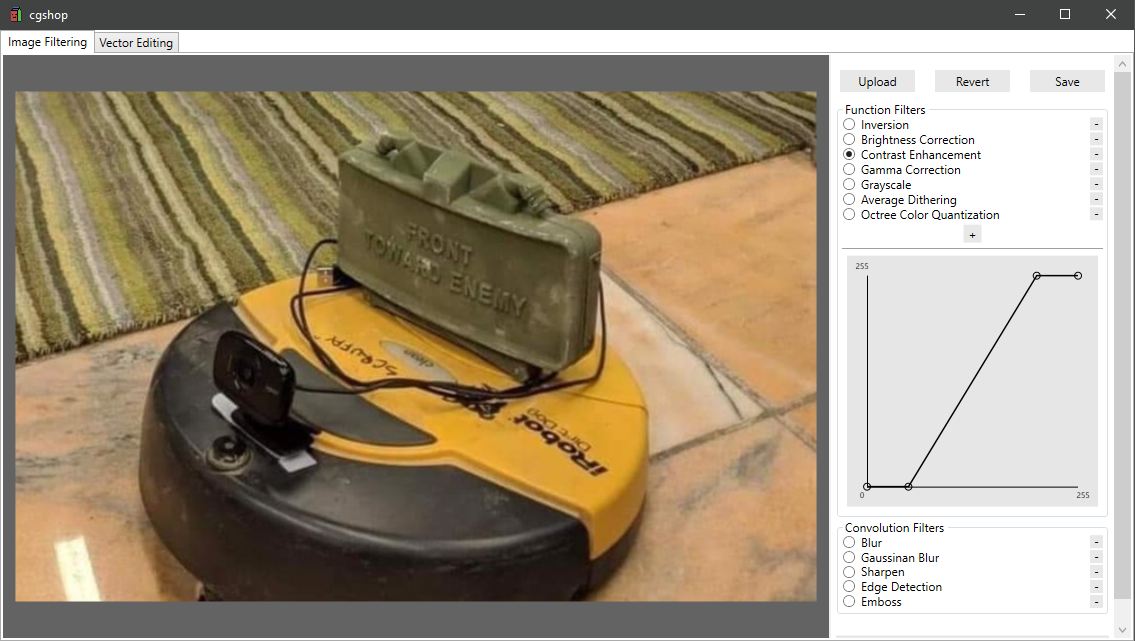 cgshop
Image Filtering
Vector Editing
Upload
Revert
Save
Function Filters
Inversion
-
Brightness Correction
-
Contrast Enhancement
-
Gamma Correction
-
Grayscale
-
Average Dithering
-
Octree Color Quantization
-
+
255
0
255
Convolution Filters
Blur
-
Gaussinan Blur
-
Sharpen
-
Edge Detection
-
Emboss
-
FRONT
TOWARD ENEMY
SCRUFFY
clean
iRobot
Dirt Dog